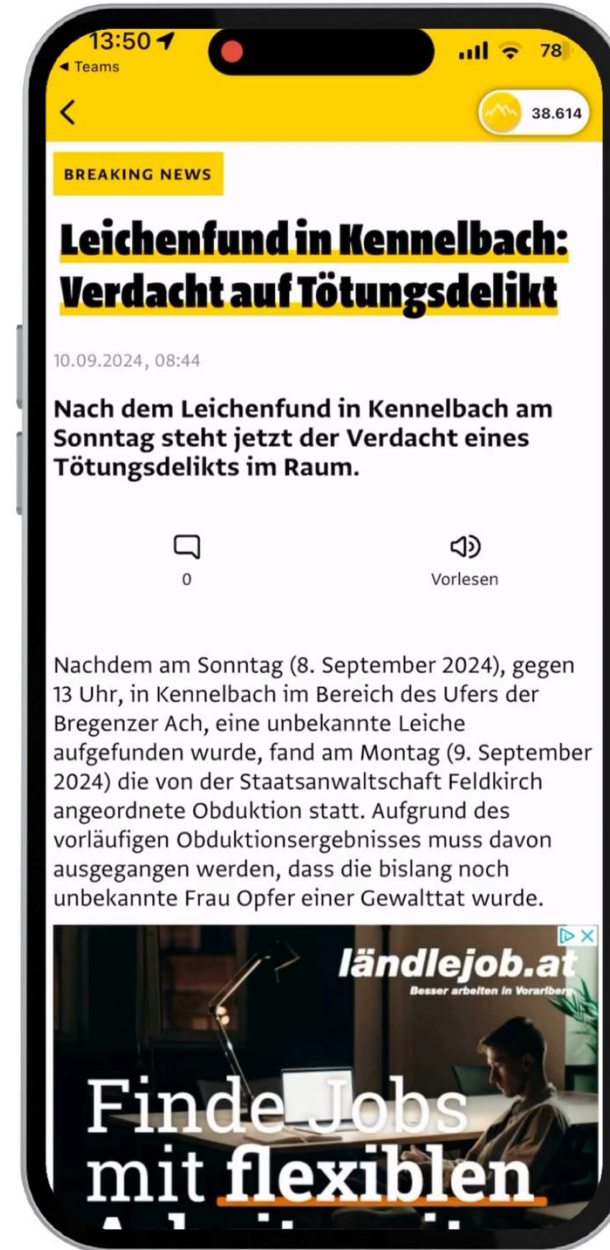 13:50
◀ Teams
78
38.614
BREAKING NEWS
Leichenfund in Kennelbach:
Verdacht auf Tötungsdelikt
10.09.2024, 08:44
Nach dem Leichenfund in Kennelbach am
Sonntag steht jetzt der Verdacht eines
Tötungsdelikts im Raum.
0
Vorlesen
Nachdem am Sonntag (8. September 2024), gegen
13 Uhr, in Kennelbach im Bereich des Ufers der
Bregenzer Ach, eine unbekannte Leiche
aufgefunden wurde, fand am Montag (9. September
2024) die von der Staatsanwaltschaft Feldkirch
angeordnete Obduktion statt. Aufgrund des
vorläufigen Obduktionsergebnisses muss davon
ausgegangen werden, dass die bislang noch
unbekannte Frau Opfer einer Gewalttat wurde.
ländlejob.at
Besser arbeiten in Vorarlberg
Finde Jobs
mit flexiblen